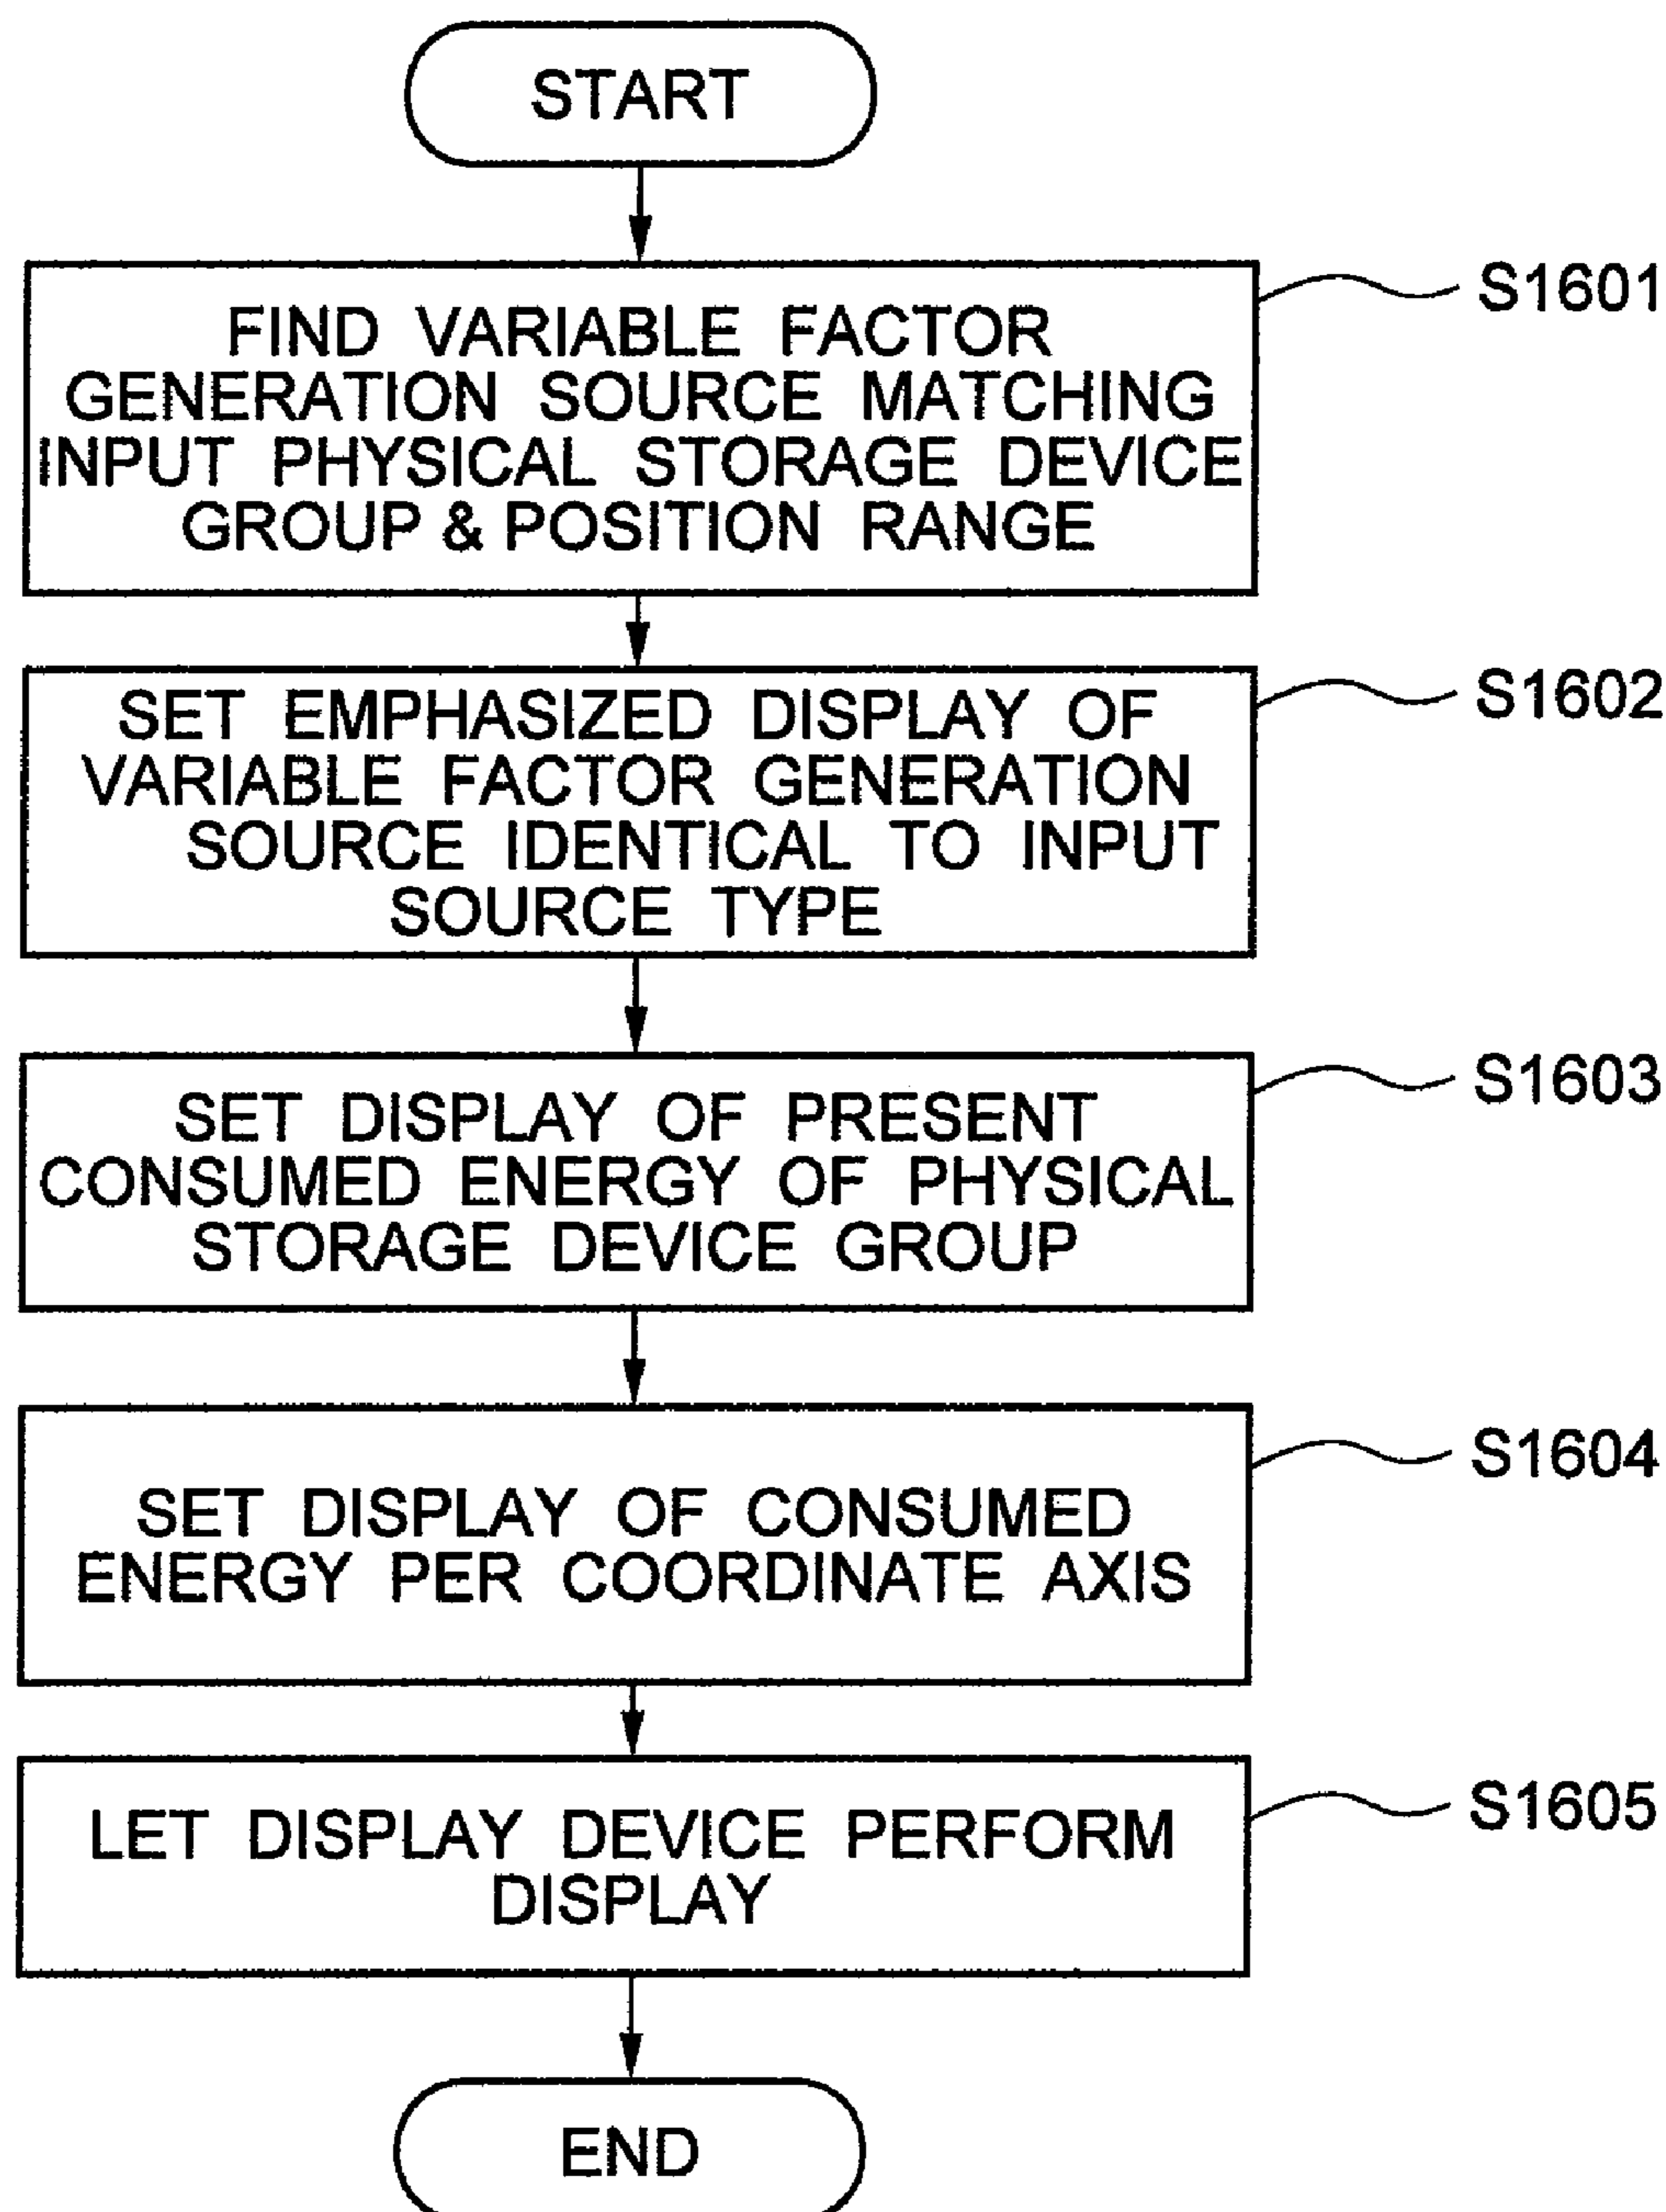 START
FIND VARIABLE FACTOR
GENERATION SOURCE MATCHING
INPUT PHYSICAL STORAGE DEVICE
GROUP & POSITION RANGE
S1601
SET EMPHASIZED DISPLAY OF
VARIABLE FACTOR GENERATION
SOURCE IDENTICAL TO INPUT
SOURCE TYPE
S1602
SET DISPLAY OF PRESENT
CONSUMED ENERGY OF PHYSICAL
STORAGE DEVICE GROUP
S1603
SET DISPLAY OF CONSUMED
ENERGY PER COORDINATE AXIS
S1604
LET DISPLAY DEVICE PERFORM
DISPLAY
S1605
END